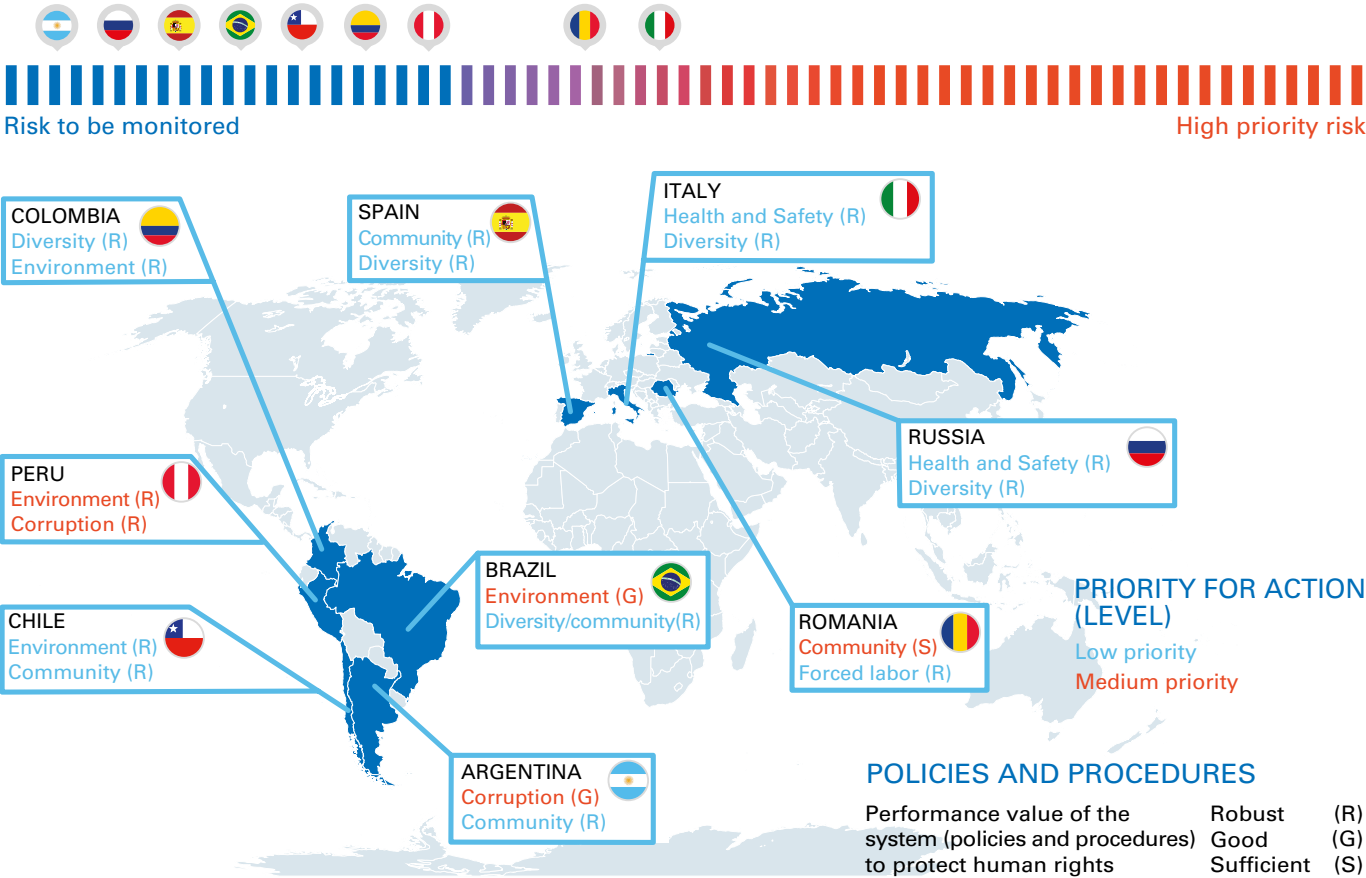 Risk to be monitored
High priority risk
COLOMBIA
Diversity (R)
Environment (R)
SPAIN
Community (R)
Diversity (R)
ITALY
Health and Safety (R)
Diversity (R)
RUSSIA
Health and Safety (R)
Diversity (R)
PERU
Environment (R)
Corruption (R)
BRAZIL
Environment (G)
Diversity/community(R)
CHILE
Environment (R)
Community (R)
ROMANIA
Community (S)
Forced labor (R)
PRIORITY FOR ACTION
(LEVEL)
Low priority
Medium priority
ARGENTINA
Corruption (G)
Community (R)
POLICIES AND PROCEDURES
Performance value of the
system (policies and procedures)
to protect human rights
Robust (R)
Good (G)
Sufficient (S)